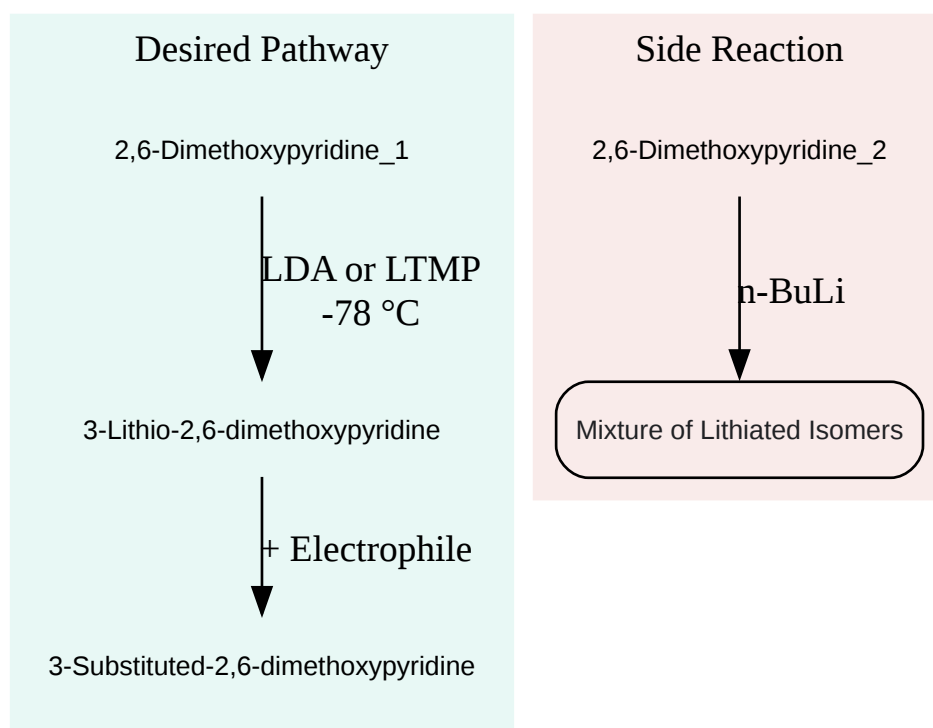 Desired Pathway
2,6-Dimethoxypyridine_1
LDA or LTMP
-78 °C
3-Lithio-2,6-dimethoxypyridine
+ Electrophile
3-Substituted-2,6-dimethoxypyridine
Side Reaction
2,6-Dimethoxypyridine_2
n-BuLi
Mixture of Lithiated Isomers